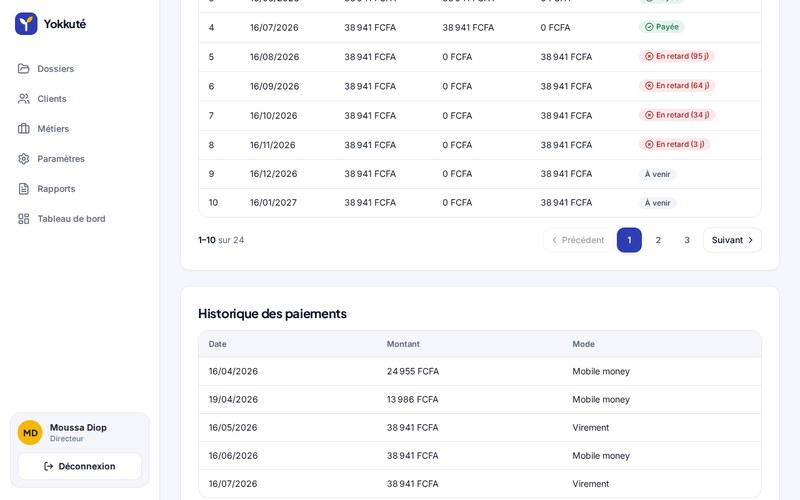 Yokkuté
Dossiers
Clients
Métiers
Paramètres
Rapports
Tableau de bord
MD
Moussa Diop
Directeur
Déconnexion
4 16/07/2026 38 941 FCFA 38 941 FCFA 0 FCFA Payée
5 16/08/2026 38 941 FCFA 0 FCFA 38 941 FCFA En retard (95 j)
6 16/09/2026 38 941 FCFA 0 FCFA 38 941 FCFA En retard (64 j)
7 16/10/2026 38 941 FCFA 0 FCFA 38 941 FCFA En retard (34 j)
8 16/11/2026 38 941 FCFA 0 FCFA 38 941 FCFA En retard (3 j)
9 16/12/2026 38 941 FCFA 0 FCFA 38 941 FCFA À venir
10 16/01/2027 38 941 FCFA 0 FCFA 38 941 FCFA À venir
1–10 sur 24 Précédent 1 2 3 Suivant
Historique des paiements
Date Montant Mode
16/04/2026 24 955 FCFA Mobile money
19/04/2026 13 986 FCFA Mobile money
16/05/2026 38 941 FCFA Virement
16/06/2026 38 941 FCFA Mobile money
16/07/2026 38 941 FCFA Virement